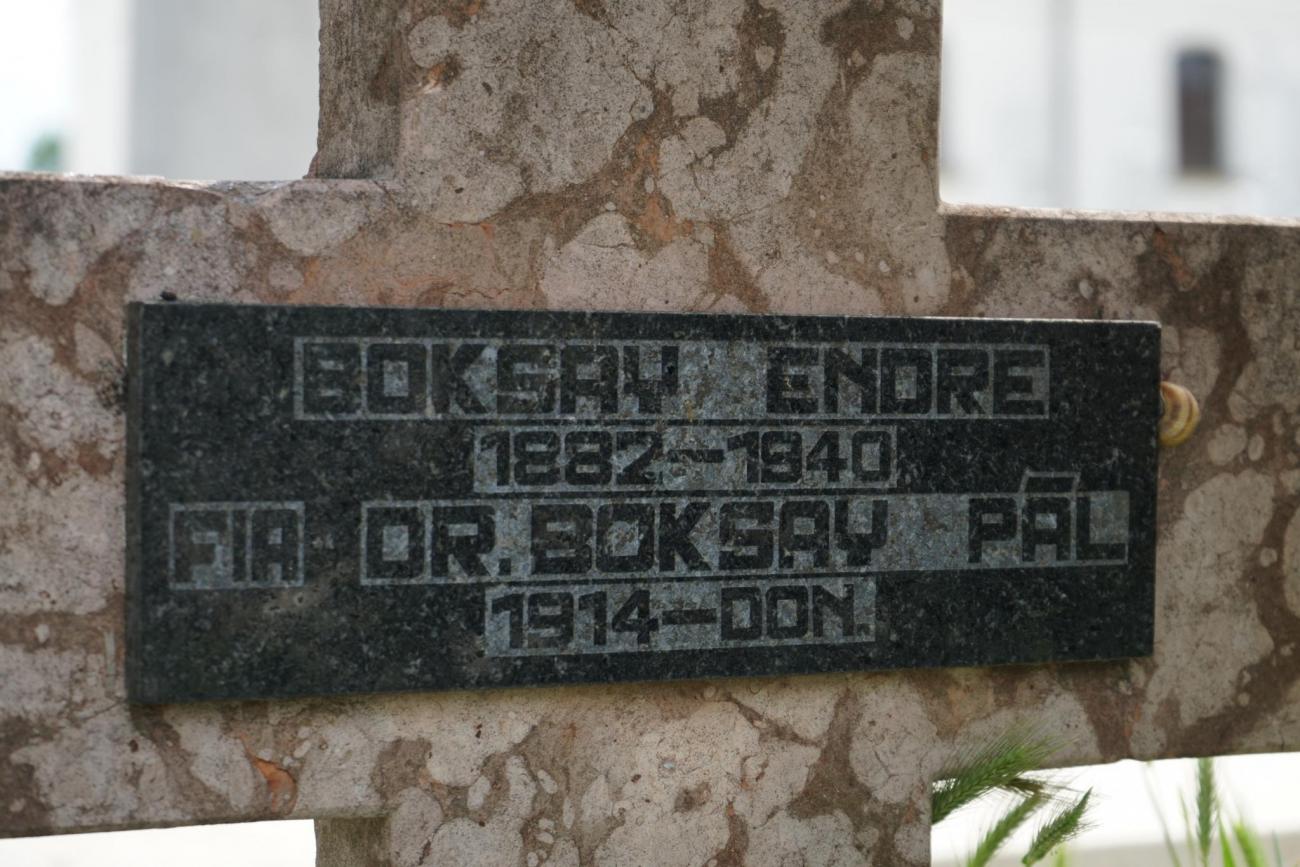 BOKSAY ENDRE
1882-1940
FIA DR. BOKSAY PÁL
1914-DON.